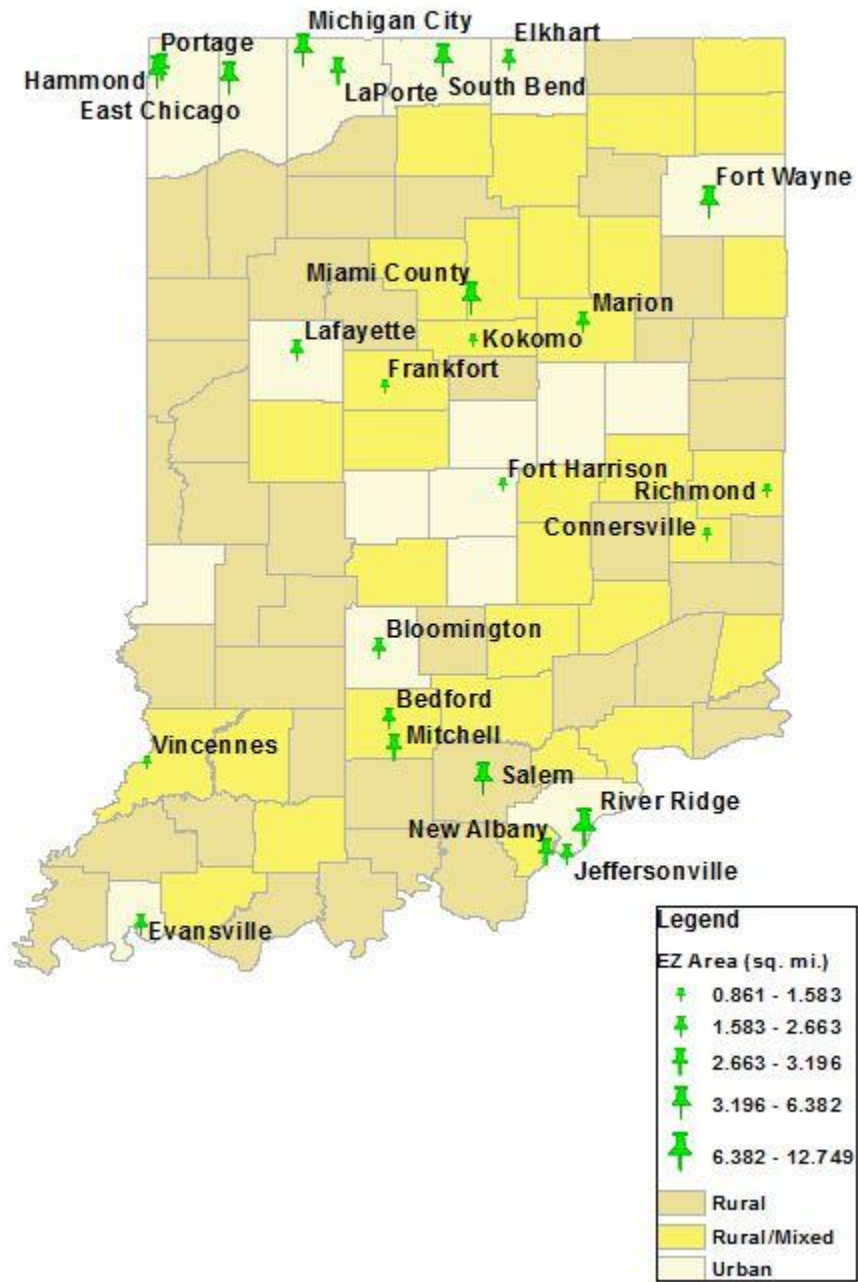 Michigan City
Portage
Elkhart
Hammond
LaPorte
South Bend
East Chicago
Fort Wayne
Miami County
Marion
Lafayette
Kokomo
Frankfort
Fort Harrison
Richmond
Connersville
Bloomington
Bedford
Mitchell
Vincennes
Salem
River Ridge
New Albany
Jeffersonville
Evansville
Legend
EZ Area (sq. mi.)
0.861 - 1.583
1.583 - 2.663
2.663 - 3.196
3.196 - 6.382
6.382 - 12.749
Rural
Rural/Mixed
Urban